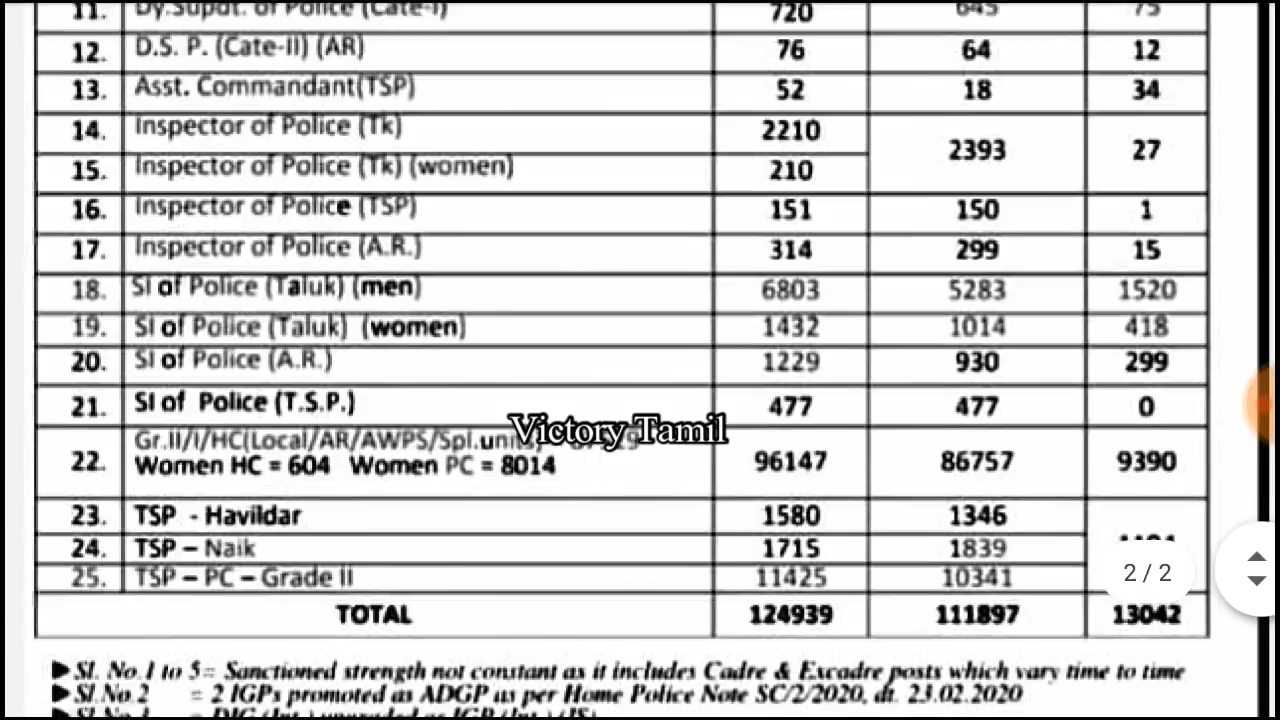 11. Dy.Supdt. of Police (Cate-I) 720 645 75
12. D.S. P. (Cate-II) (AR) 76 64 12
13. Asst. Commandant(TSP) 52 18 34
14. Inspector of Police (Tk) 2210 2393 27
15. Inspector of Police (Tk) (women) 210
16. Inspector of Police (TSP) 151 150 1
17. Inspector of Police (A.R.) 314 299 15
18. SI of Police (Taluk) (men) 6803 5283 1520
19. SI of Police (Taluk) (women) 1432 1014 418
20. SI of Police (A.R.) 1229 930 299
21. SI of Police (T.S.P.) 477 477 0
Victory Tamil
22. Gr.II/I/HC(Local/AR/AWPS/Spl.units) 96147 86757 9390
Women HC = 604 Women PC = 8014
23. TSP - Havildar 1580 1346
24. TSP – Naik 1715 1839
25. TSP – PC – Grade II 11425 10341
2 / 2
TOTAL 124939 111897 13042
►Sl. No.1 to 5= Sanctioned strength not constant as it includes Cadre & Excadre posts which vary time to time
►Sl.No.2 = 2 IGPs promoted as ADGP as per Home Police Note SC/2/2020, dt. 23.02.2020